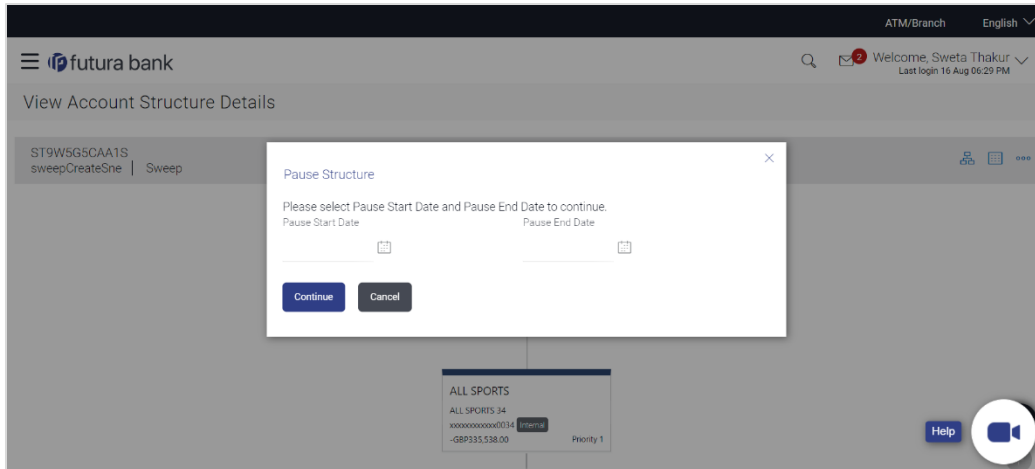 ATM/Branch English
futura bank
2
Welcome, Sweta Thakur
Last login 16 Aug 06:29 PM
View Account Structure Details
ST9W5G5CAA1S
sweepCreateSne | Sweep
Pause Structure
Please select Pause Start Date and Pause End Date to continue.
Pause Start Date Pause End Date
Continue Cancel
ALL SPORTS
ALL SPORTS 34
xxxxxxxxxxxx0034 Internal
-GBP335,538.00 Priority 1
Help